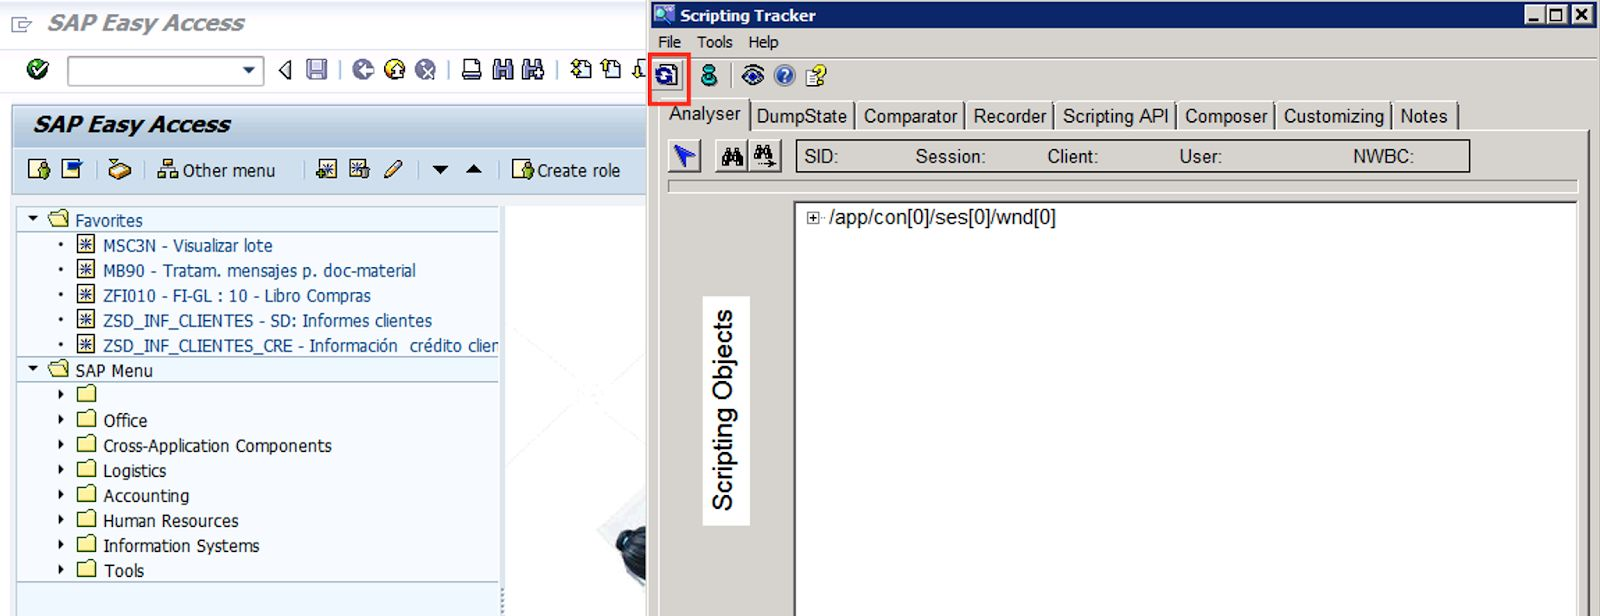 SAP Easy Access
SAP Easy Access
Other menu
Create role
Favorites
MSC3N - Visualizar lote
MB90 - Tratam. mensajes p. doc-material
ZFI010 - FI-GL : 10 - Libro Compras
ZSD_INF_CLIENTES - SD: Informes clientes
ZSD_INF_CLIENTES_CRE - Información crédito clien
SAP Menu
Office
Cross-Application Components
Logistics
Accounting
Human Resources
Information Systems
Tools
Scripting Tracker
File Tools Help
Analyser DumpState Comparator Recorder Scripting API Composer Customizing Notes
SID: Session: Client: User: NWBC:
/app/con[0]/ses[0]/wnd[0]
Scripting Objects